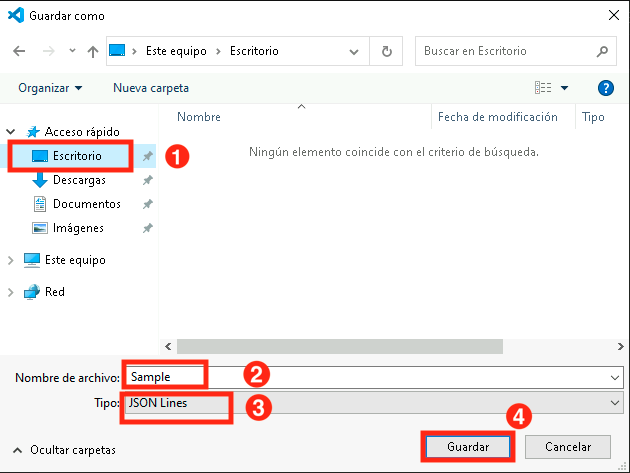 Guardar como
Este equipo > Escritorio
Buscar en Escritorio
Organizar Nueva carpeta ?
Nombre Fecha de modificación Tipo
Acceso rápido
Escritorio 1
Ningún elemento coincide con el criterio de búsqueda.
Descargas
Documentos
Imágenes
Este equipo
Red
Nombre de archivo: Sample 2
Tipo: JSON Lines 3
4
Guardar Cancelar
Ocultar carpetas